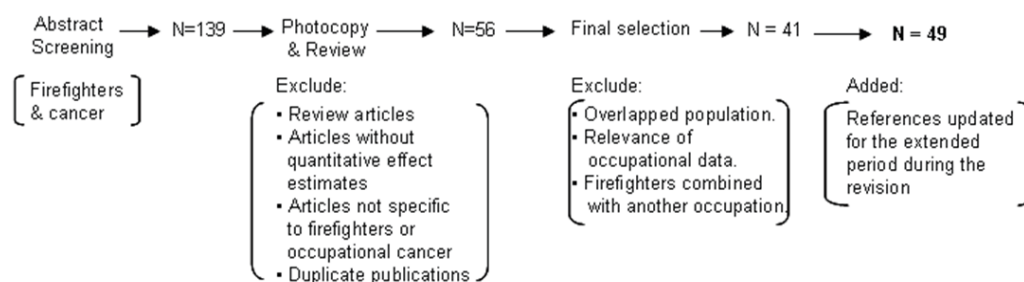 Abstract
Screening
N=139
Photocopy
& Review
N=56
Final selection
N = 41
N = 49
Firefighters
& cancer
Exclude:
▪ Review articles
▪ Articles without
quantitative effect
estimates
▪ Articles not specific
to firefighters or
occupational cancer
▪ Duplicate publications
Exclude:
▪ Overlapped population.
▪ Relevance of
occupational data.
▪ Firefighters combined
with another occupation.
Added:
References updated
for the extended
period during the
revision